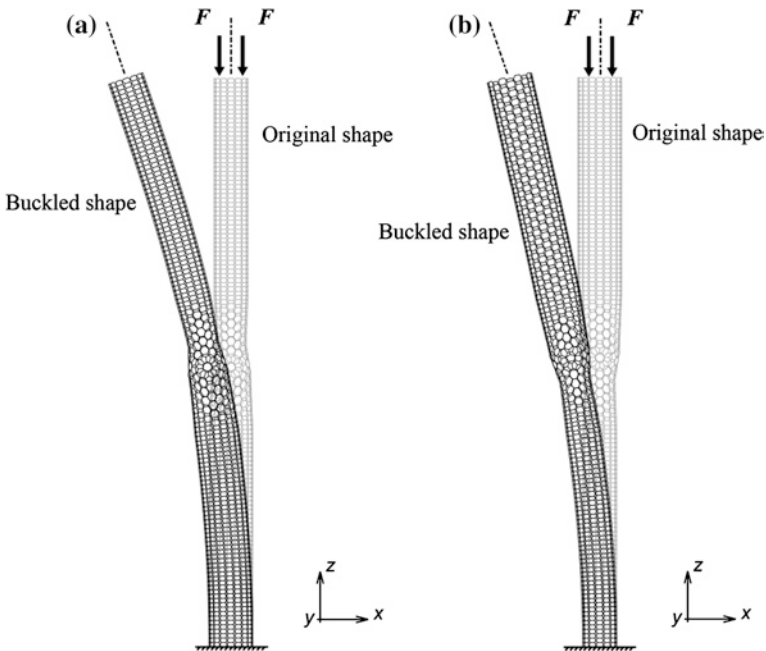 (a)
F F
Original shape
Buckled shape
z
y x
(b)
F F
Original shape
Buckled shape
z
y x